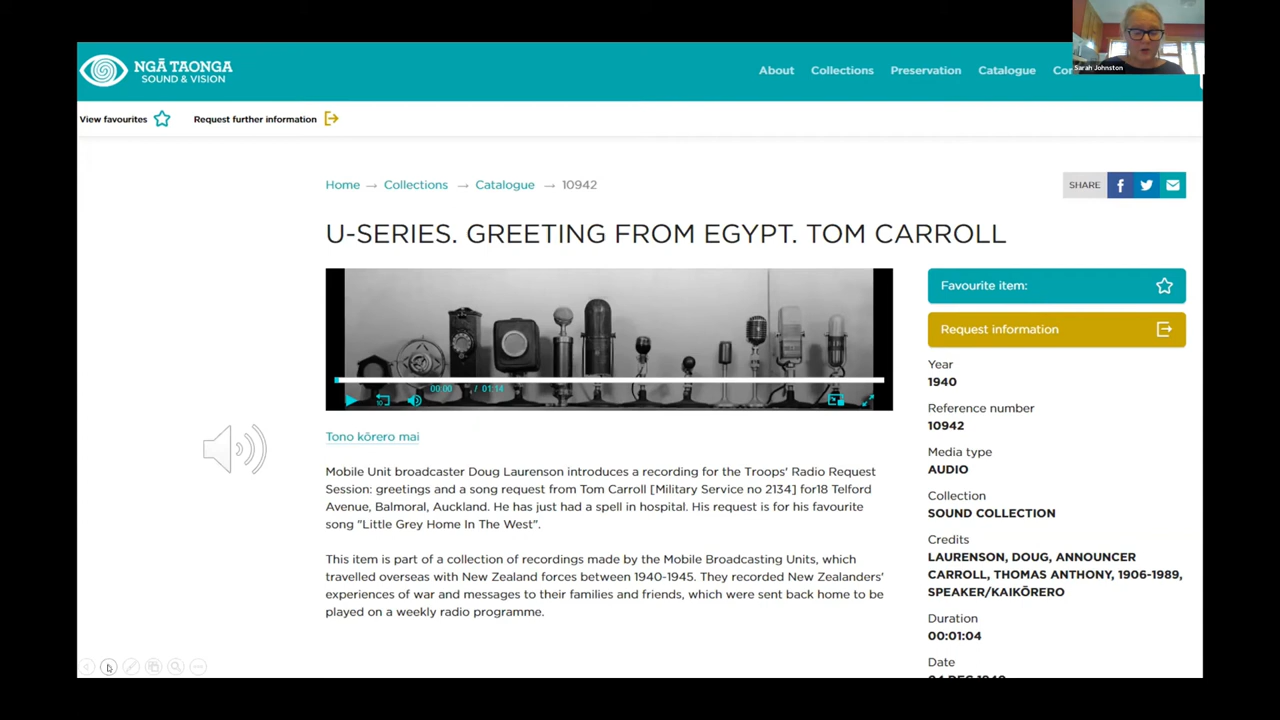 Sarah Johnston
NGĀ TAONGA
SOUND & VISION
About Collections Preservation Catalogue
View favourites Request further information
Home → Collections → Catalogue → 10942
SHARE
U-SERIES. GREETING FROM EGYPT. TOM CARROLL
00:00 / 01:14
10
Tono kōrero mai
Mobile Unit broadcaster Doug Laurenson introduces a recording for the Troops' Radio Request
Session: greetings and a song request from Tom Carroll [Military Service no 2134] for18 Telford
Avenue, Balmoral, Auckland. He has just had a spell in hospital. His request is for his favourite
song "Little Grey Home In The West".
This item is part of a collection of recordings made by the Mobile Broadcasting Units, which
travelled overseas with New Zealand forces between 1940-1945. They recorded New Zealanders'
experiences of war and messages to their families and friends, which were sent back home to be
played on a weekly radio programme.
Favourite item:
Request information
Year
1940
Reference number
10942
Media type
AUDIO
Collection
SOUND COLLECTION
Credits
LAURENSON, DOUG, ANNOUNCER
CARROLL, THOMAS ANTHONY, 1906-1989,
SPEAKER/KAIKŌRERO
Duration
00:01:04
Date